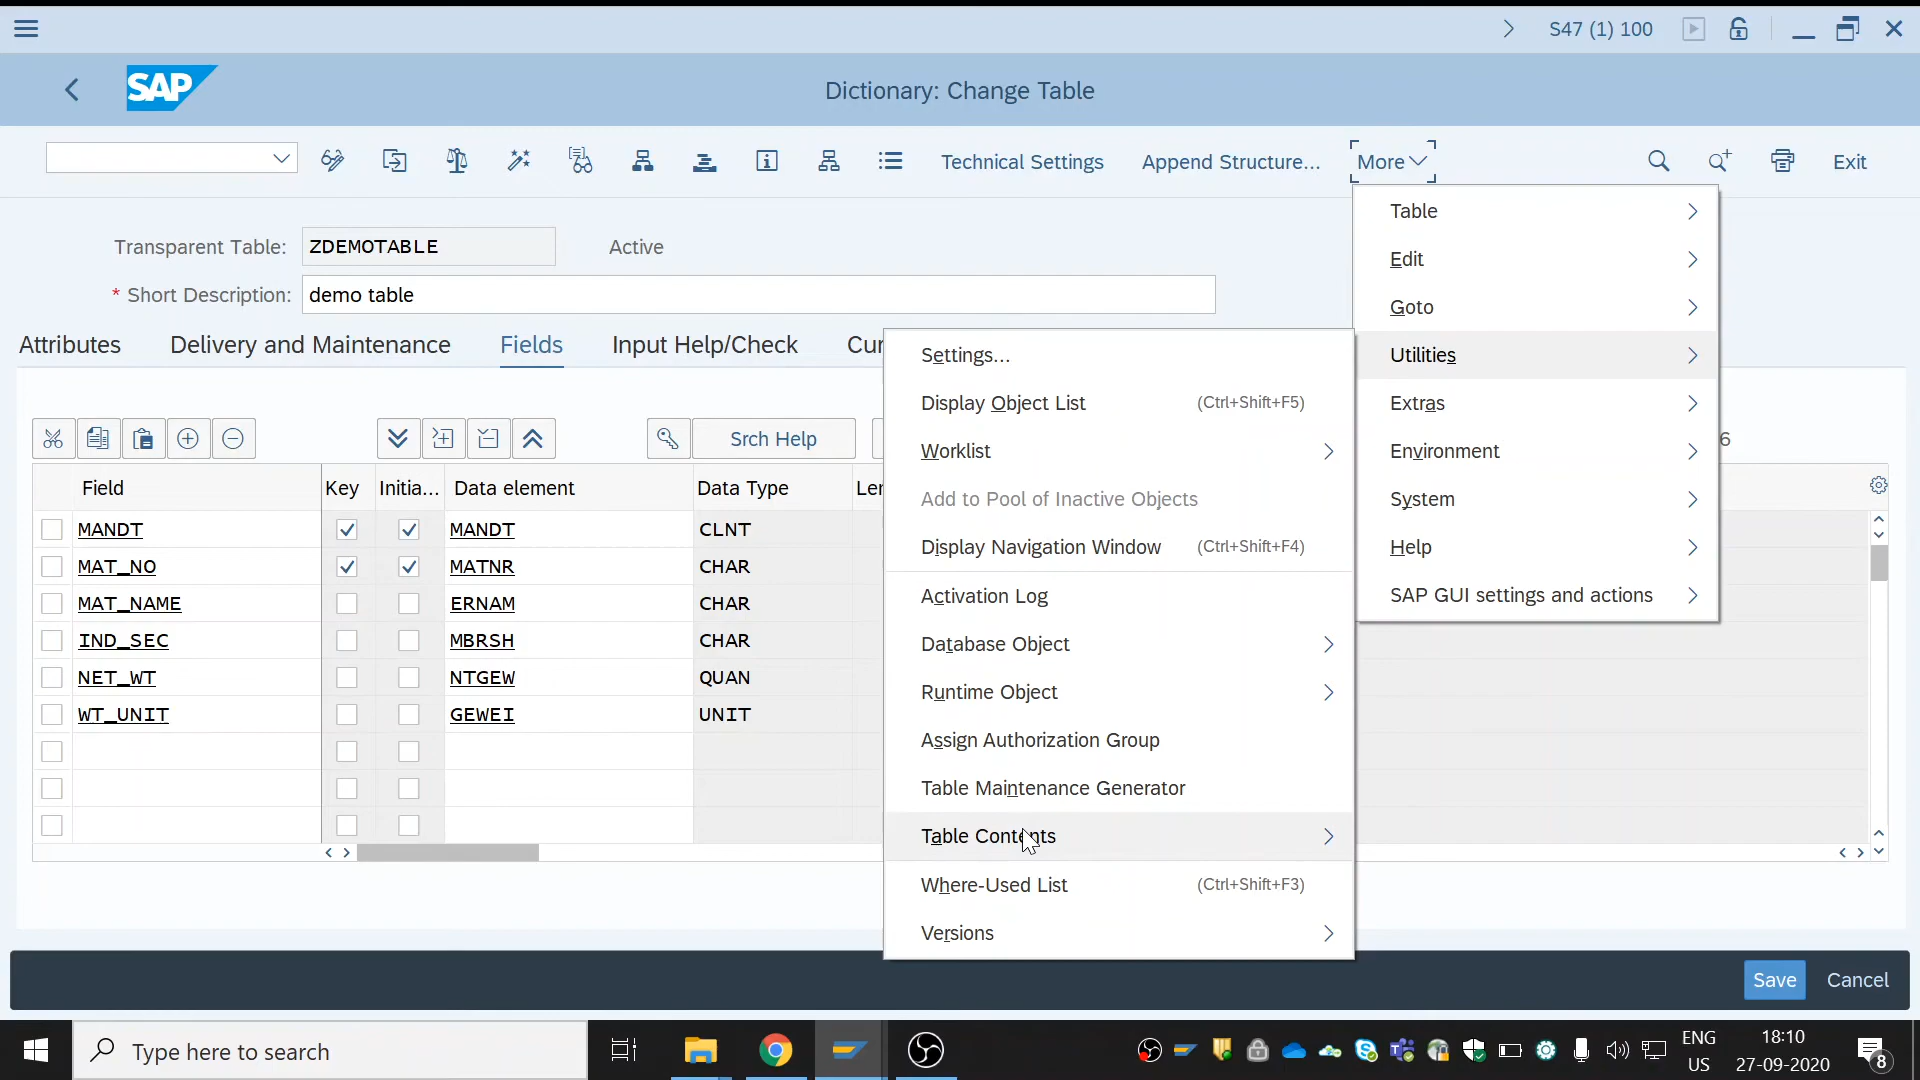 S47 (1) 100
SAP
Dictionary: Change Table
Technical Settings
Append Structure...
More
Exit
Table
Edit
Goto
Utilities
Extras
Environment
System
Help
SAP GUI settings and actions
Transparent Table:
ZDEMOTABLE
Active
* Short Description:
demo table
Attributes
Delivery and Maintenance
Fields
Input Help/Check
Cur
Settings...
Display Object List (Ctrl+Shift+F5)
Worklist
Add to Pool of Inactive Objects
Display Navigation Window (Ctrl+Shift+F4)
Activation Log
Database Object
Runtime Object
Assign Authorization Group
Table Maintenance Generator
Table Contents
Where-Used List (Ctrl+Shift+F3)
Versions
Srch Help
6
Field Key Initia... Data element Data Type Ler
MANDT MANDT CLNT
MAT_NO MATNR CHAR
MAT_NAME ERNAM CHAR
IND_SEC MBRSH CHAR
NET_WT NTGEW QUAN
WT_UNIT GEWEI UNIT
Save
Cancel
Type here to search
ENG
US
18:10
27-09-2020
8